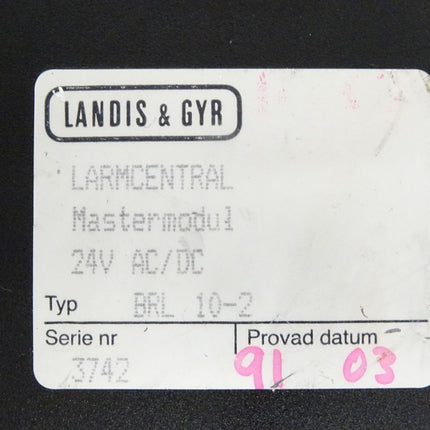 LANDIS & GYR
LARMCENTRAL
Mastermodul
24V AC/DC
Typ BRL 10-2
Serie nr Provad datum
3742 91 03